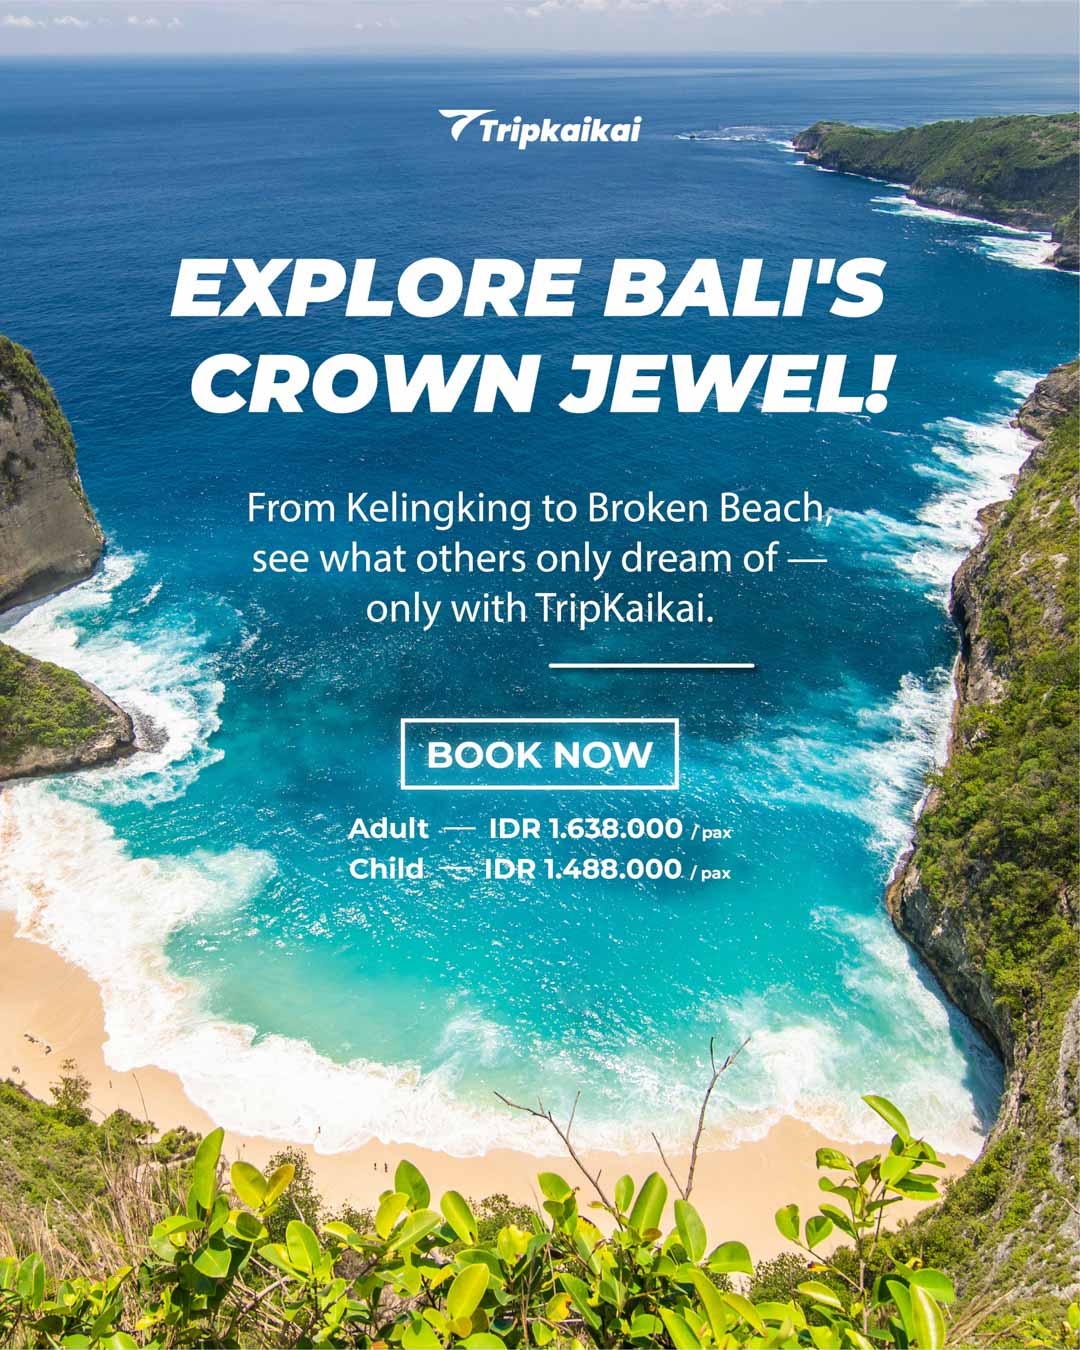 Tripkaikai
EXPLORE BALI'S
CROWN JEWEL!
From Kelingking to Broken Beach,
see what others only dream of —
only with TripKaikai.
BOOK NOW
Adult — IDR 1.638.000 / pax
Child — IDR 1.488.000 / pax